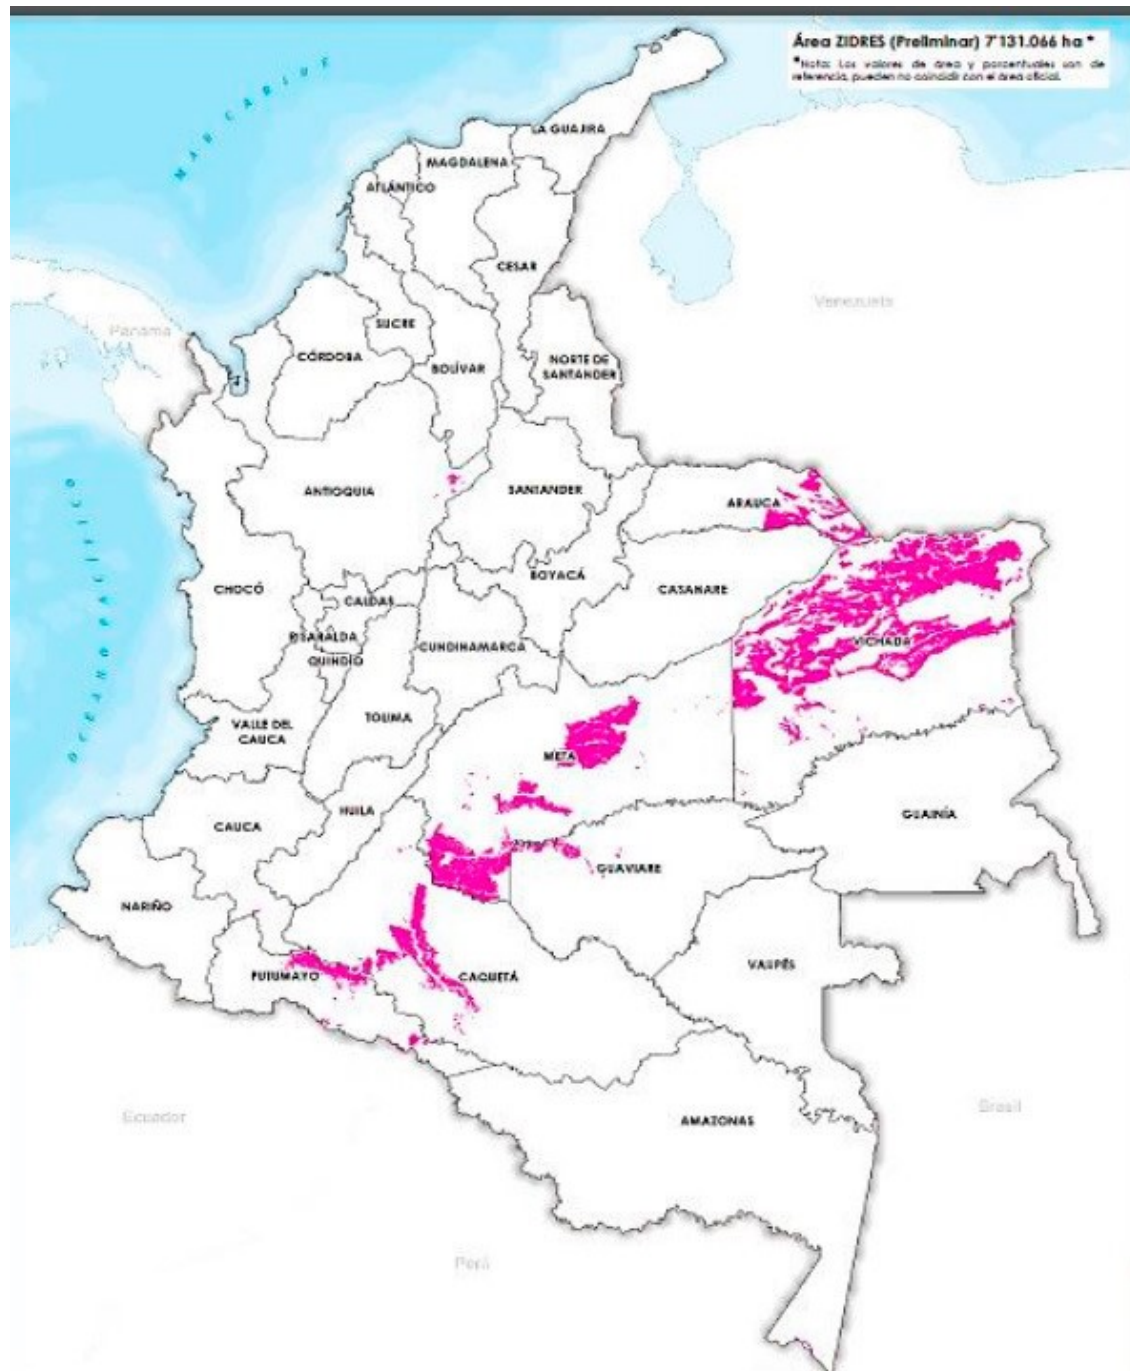 Área ZIDRES (Preliminar) 7'131.066 ha *
*Nota: Los valores de área y porcentuales son de
referencia, pueden no coincidir con el área oficial.
MAR CARIBE
LA GUAJIRA
MAGDALENA
ATLÁNTICO
CESAR
Venezuela
Panamá
SUCRE
CÓRDOBA
BOLÍVAR
NORTE DE
SANTANDER
ANTIOQUIA
SANTANDER
ARAUCA
OCEANO PACÍFICO
CHOCÓ
BOYACÁ
CASANARE
CALDAS
RISARALDA
QUINDÍO
CUNDINAMARCA
VICHADA
VALLE DEL
CAUCA
TOLIMA
META
HUILA
CAUCA
GUAINÍA
GUAVIARE
NARIÑO
PUTUMAYO
CAQUETÁ
VAUPÉS
Ecuador
AMAZONAS
Brasil
Perú